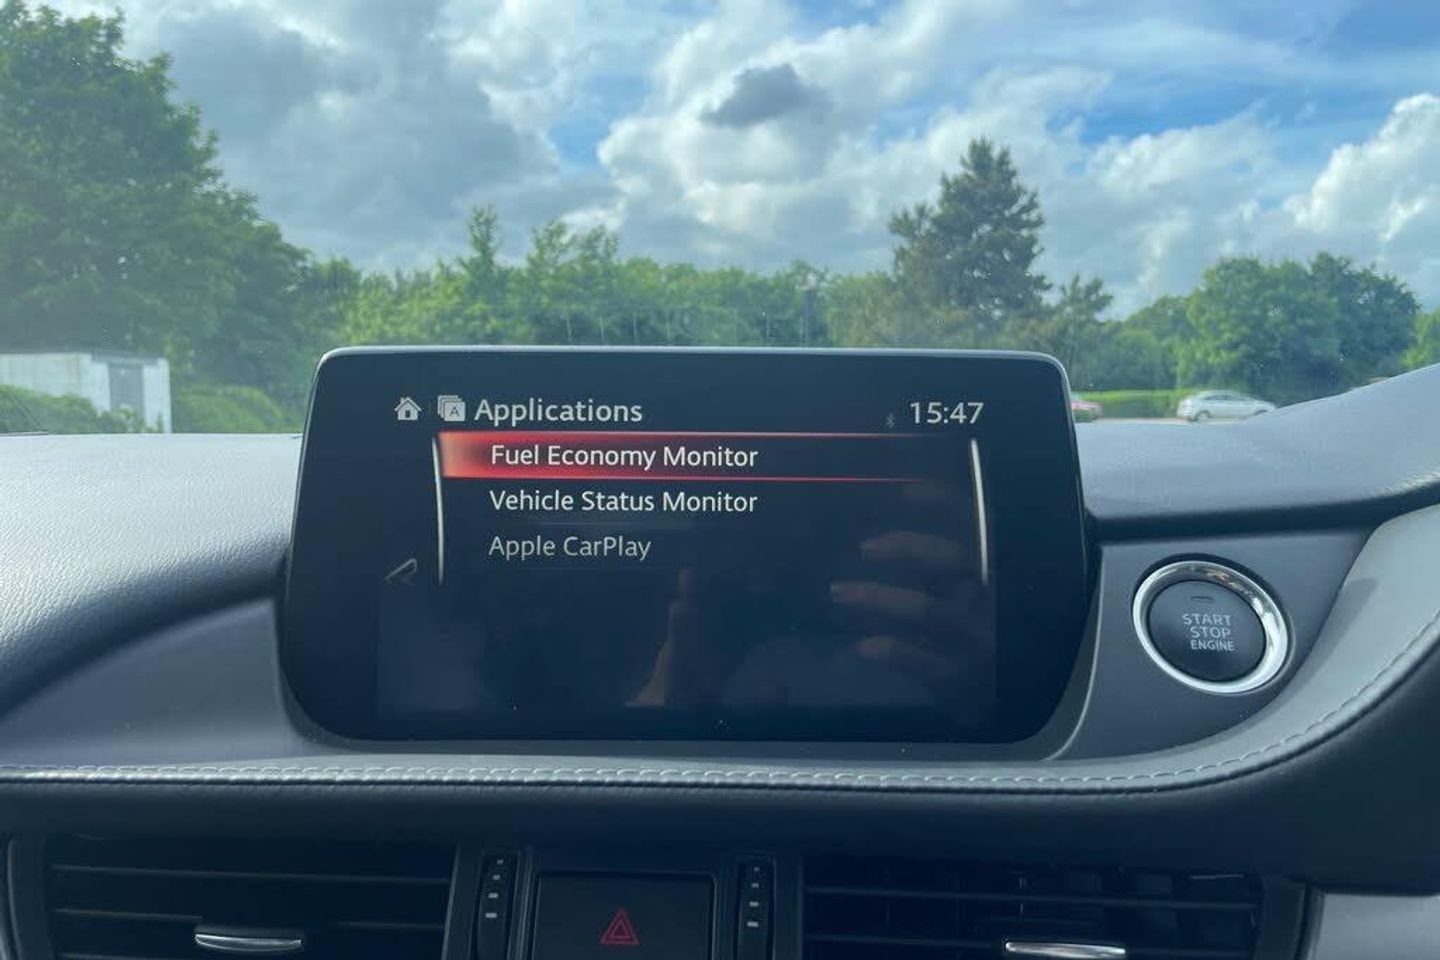 Applications 15:47
Fuel Economy Monitor
Vehicle Status Monitor
Apple CarPlay
START
STOP
ENGINE